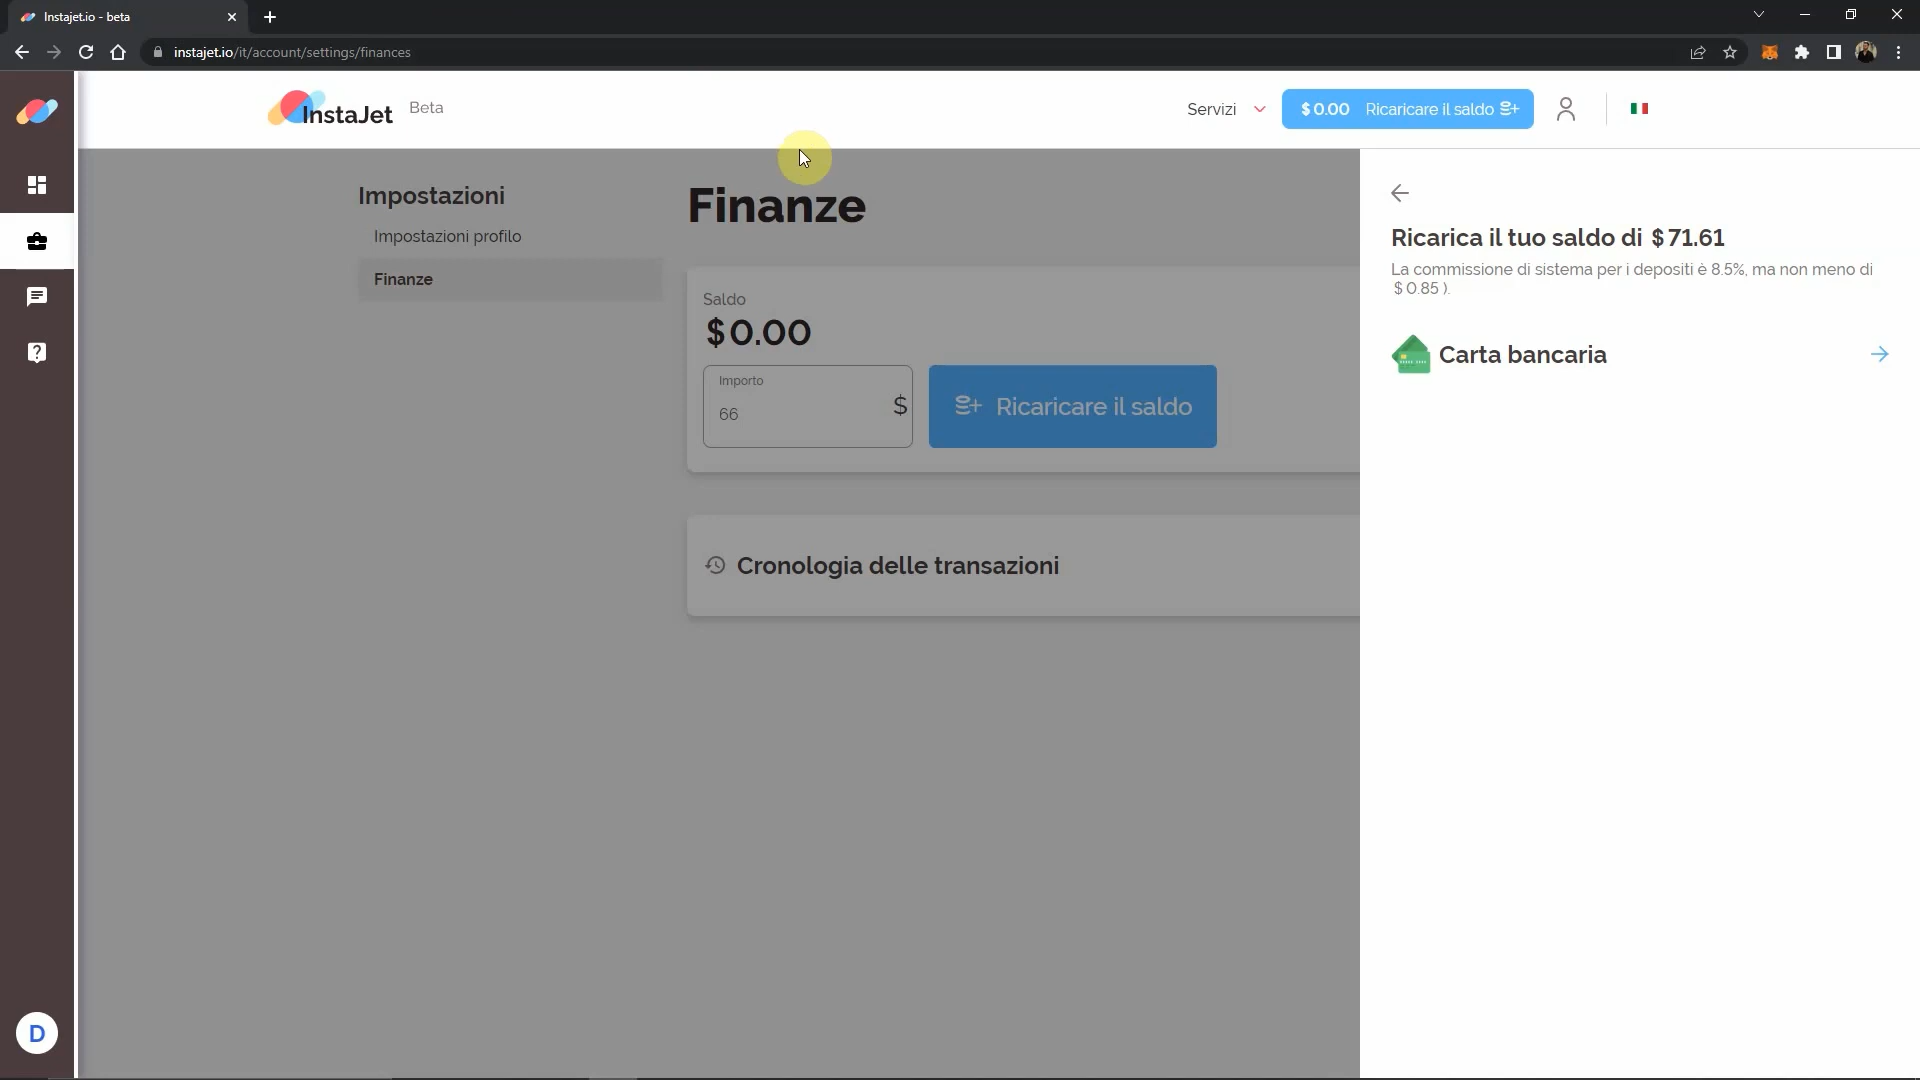 Instajet.io - beta
instajet.io/it/account/settings/finances
InstaJet Beta
Servizi
$ 0.00 Ricaricare il saldo
Impostazioni
Impostazioni profilo
Finanze
Finanze
Saldo
$ 0.00
Importo
66 $
Ricaricare il saldo
Cronologia delle transazioni
Ricarica il tuo saldo di $ 71.61
La commissione di sistema per i depositi è 8.5%, ma non meno di
$ 0.85 ).
Carta bancaria
D